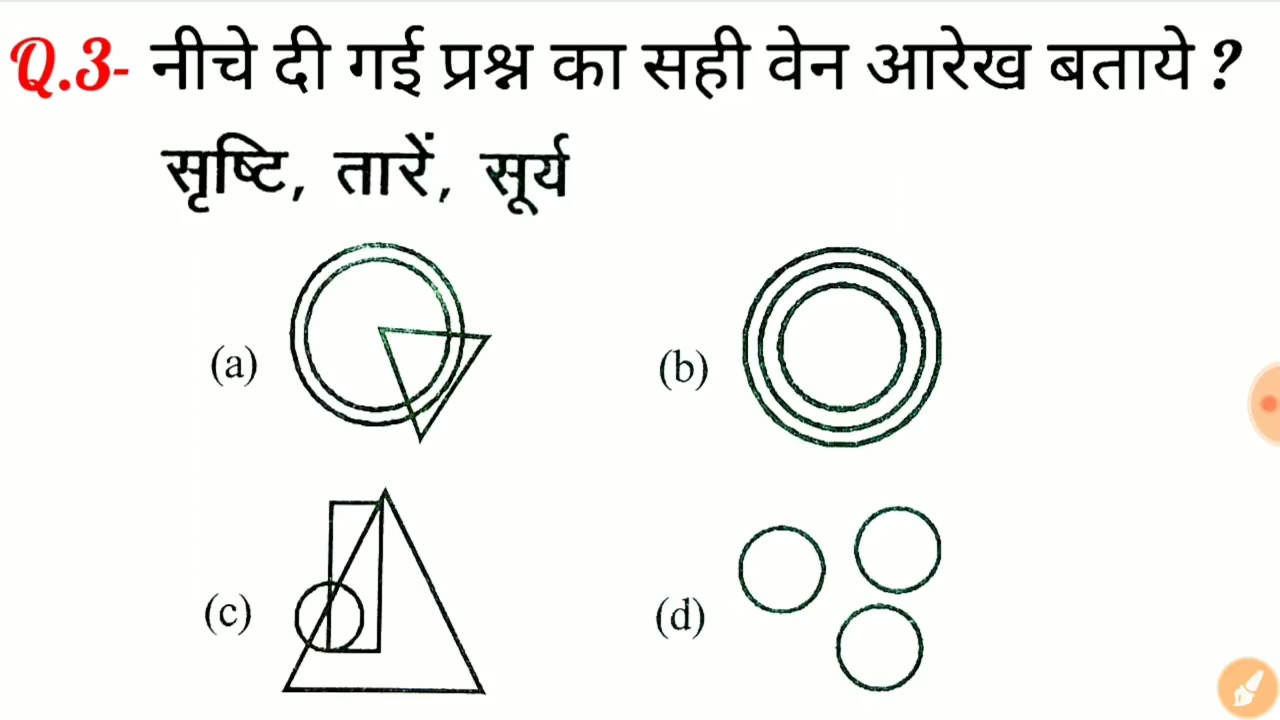 Q.3- नीचे दी गई प्रश्न का सही वेन आरेख बताये ?
सृष्टि, तारें, सूर्य
(a)
(b)
(c)
(d)